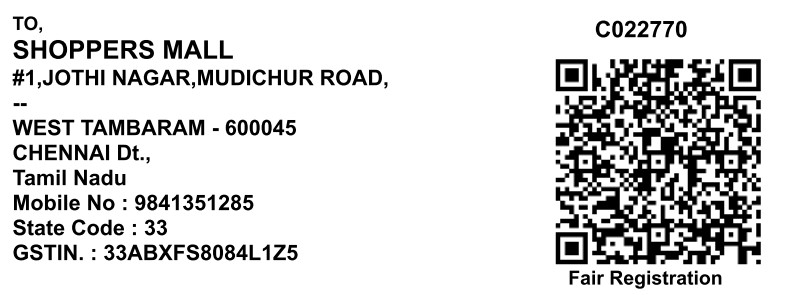 TO,
SHOPPERS MALL
#1,JOTHI NAGAR,MUDICHUR ROAD,
--
WEST TAMBARAM - 600045
CHENNAI Dt.,
Tamil Nadu
Mobile No : 9841351285
State Code : 33
GSTIN. : 33ABXFS8084L1Z5
C022770
Fair Registration